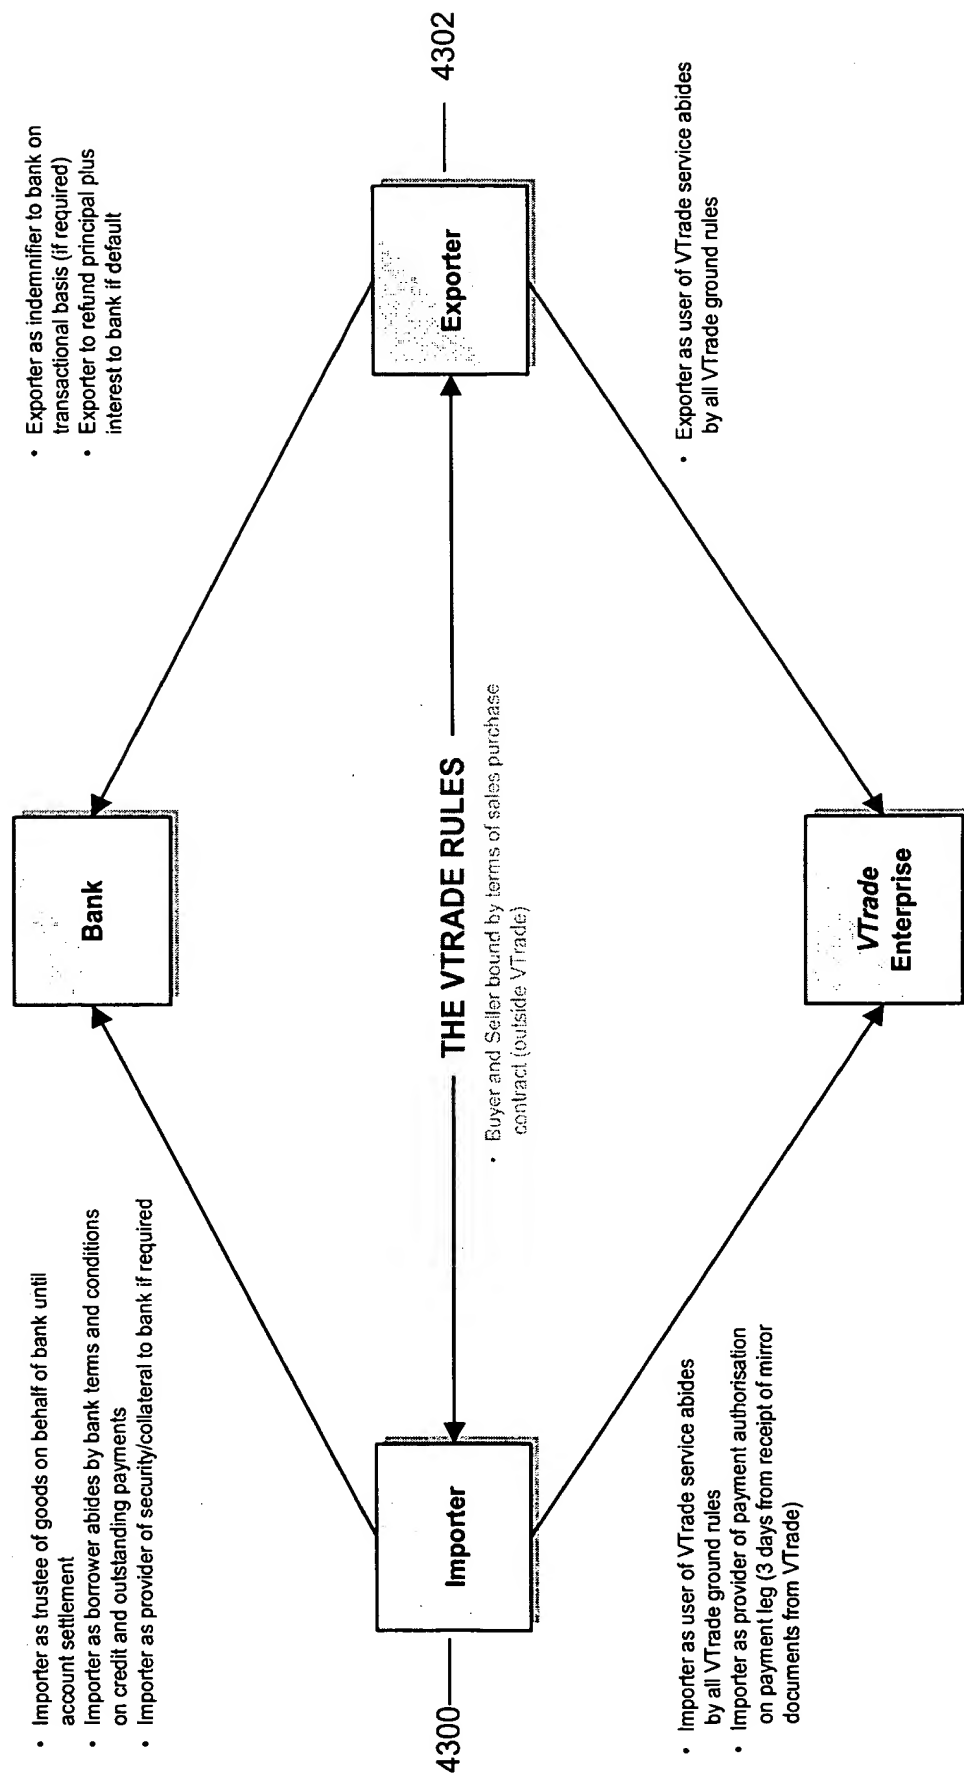 • Importer as trustee of goods on behalf of bank until
account settlement
• Importer as borrower abides by bank terms and conditions
on credit and outstanding payments
• Importer as provider of security/collateral to bank if required
Bank
• Exporter as indemnifier to bank on
transactional basis (if required)
• Exporter to refund principal plus
interest to bank if default
4300
Importer
THE VTRADE RULES
• Buyer and Seller bound by terms of sales purchase
contract (outside VTrade)
Exporter
4302
• Importer as user of VTrade service abides
by all VTrade ground rules
• Importer as provider of payment authorisation
on payment leg (3 days from receipt of mirror
documents from VTrade)
VTrade
Enterprise
• Exporter as user of VTrade service abides
by all VTrade ground rules